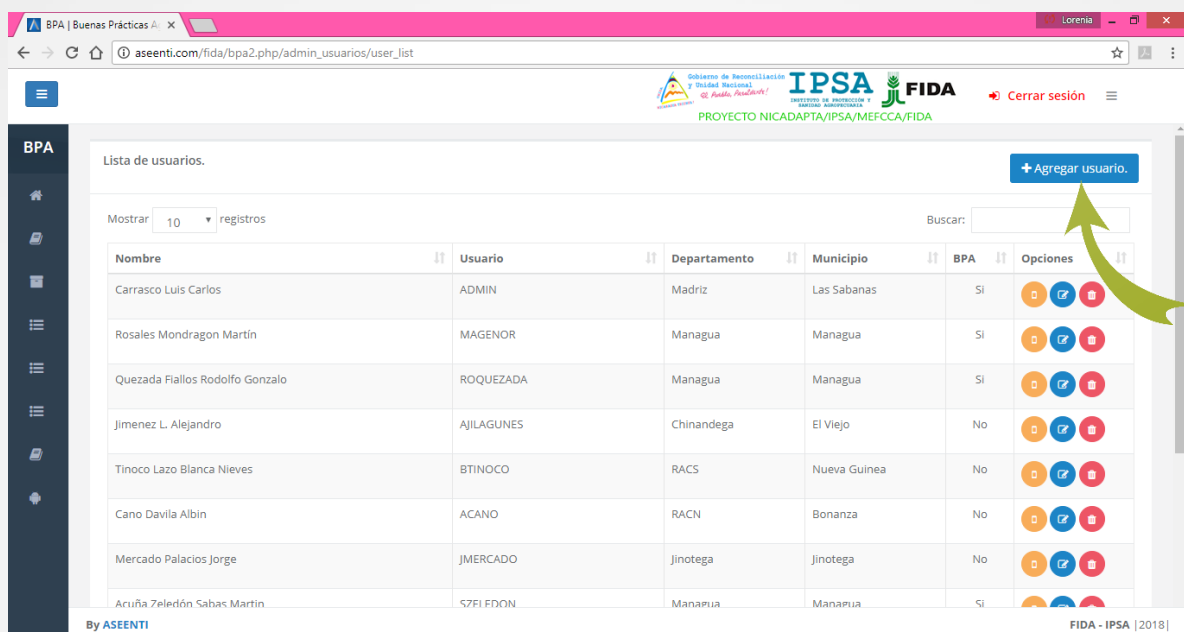 BPA | Buenas Prácticas A
Lorenia
aseenti.com/fida/bpa2.php/admin_usuarios/user_list
Gobierno de Reconciliación
y Unidad Nacional
El Pueblo, Presidente!
IPSA
INSTITUTO DE PROTECCIÓN Y
SANIDAD AGROPECUARIA
FIDA
PROYECTO NICADAPTA/IPSA/MEFCCA/FIDA
Cerrar sesión
BPA
Lista de usuarios.
Agregar usuario.
Mostrar 10 registros
Buscar:
Nombre Usuario Departamento Municipio BPA Opciones
Carrasco Luis Carlos ADMIN Madriz Las Sabanas Si
Rosales Mondragon Martín MAGENOR Managua Managua Si
Quezada Fiallos Rodolfo Gonzalo ROQUEZADA Managua Managua Si
Jimenez L. Alejandro AJILAGUNES Chinandega El Viejo No
Tinoco Lazo Blanca Nieves BTINOCO RACS Nueva Guinea No
Cano Davila Albin ACANO RACN Bonanza No
Mercado Palacios Jorge JMERCADO Jinotega Jinotega No
Acuña Zeledón Sabas Martin SZELEDON Managua Managua Si
By ASEENTI
FIDA - IPSA |2018|